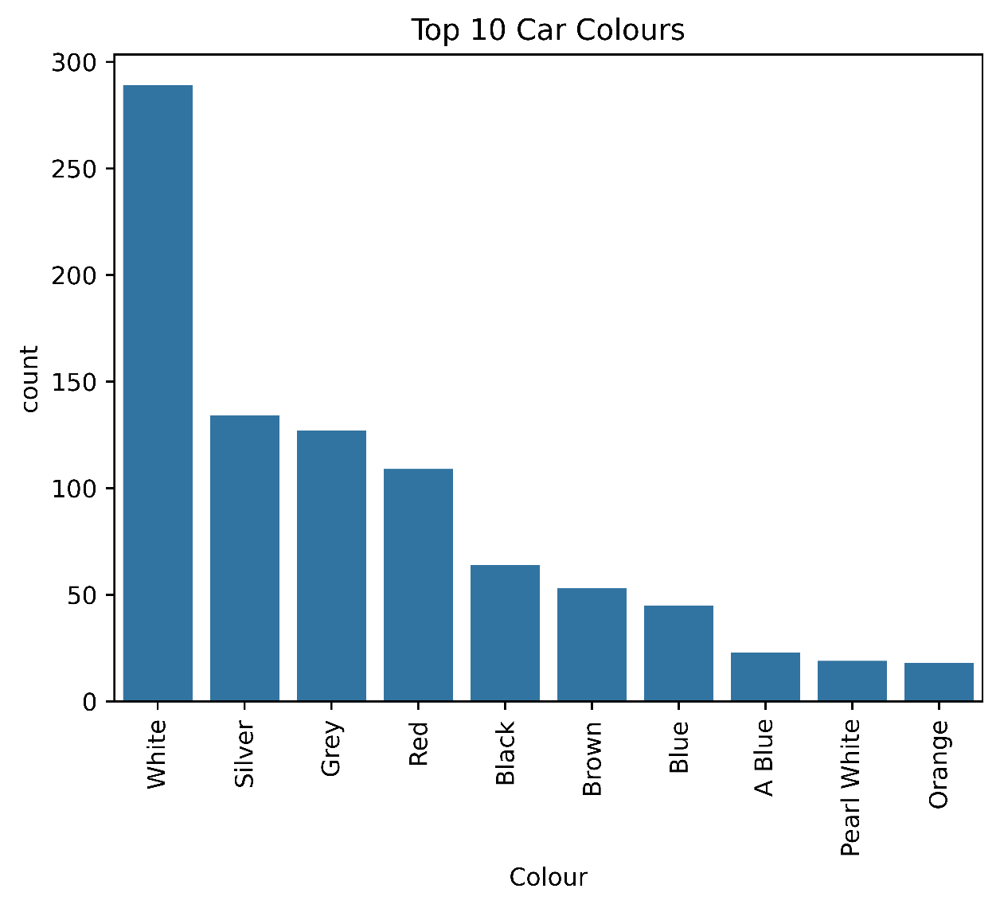 Top 10 Car Colours
300
250
200
150
100
50
0
count
White
Silver
Grey
Red
Black
Brown
Blue
A Blue
Pearl White
Orange
Colour